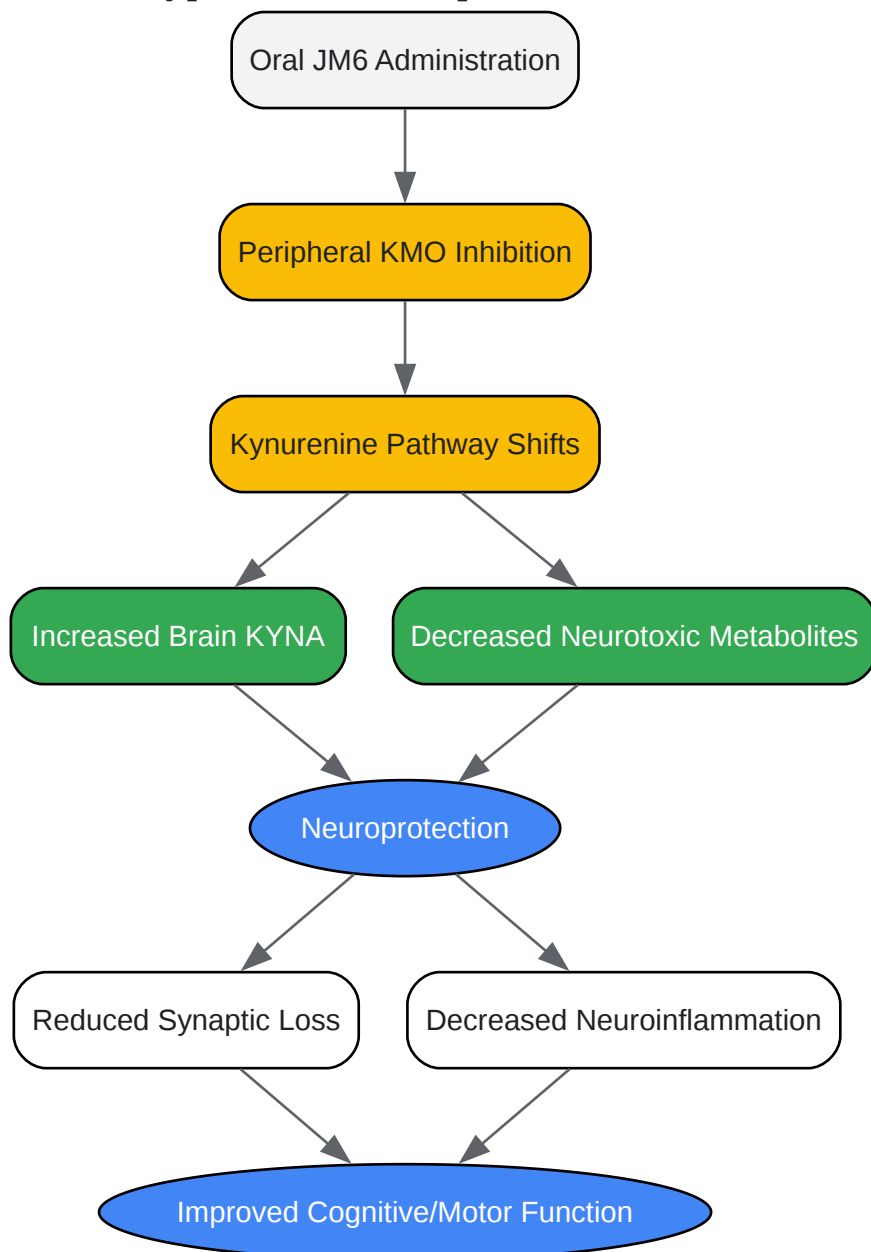 Oral JM6 Administration
Peripheral KMO Inhibition
Kynurenine Pathway Shifts
Increased Brain KYNA
Decreased Neurotoxic Metabolites
Neuroprotection
Reduced Synaptic Loss
Decreased Neuroinflammation
Improved Cognitive/Motor Function